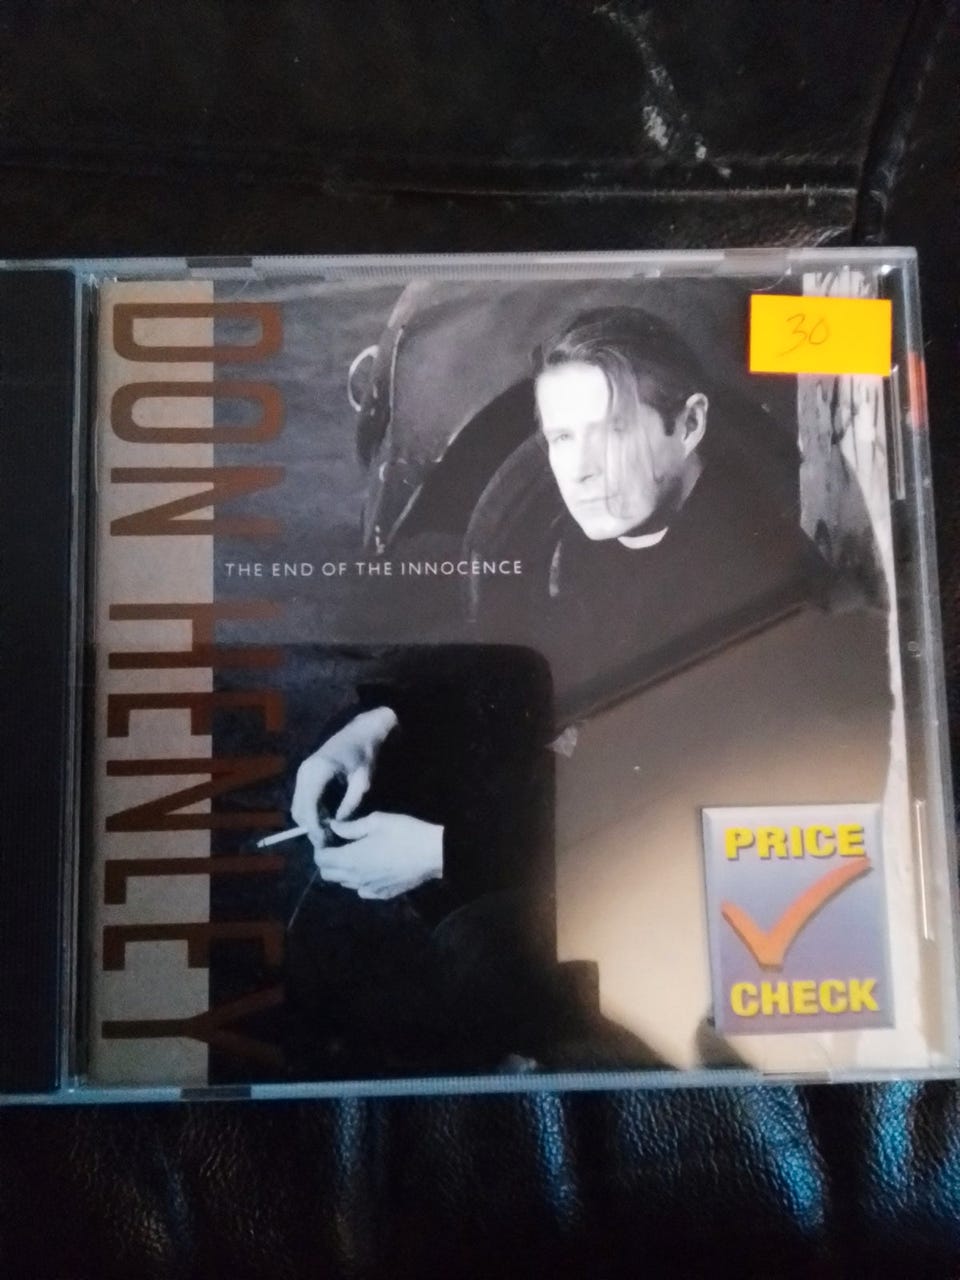 DON HENLEY
THE END OF THE INNOCENCE
30
PRICE
CHECK